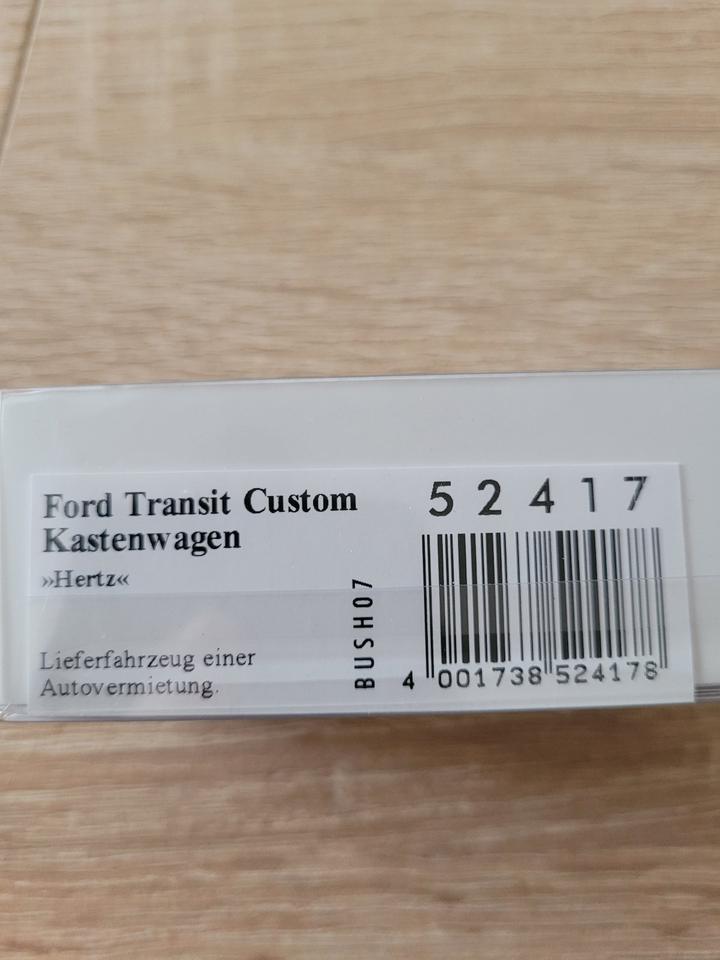 Ford Transit Custom
Kastenwagen
»Hertz«
Lieferfahrzeug einer
Autovermietung.
BUSH07
52417
4 001738 524178